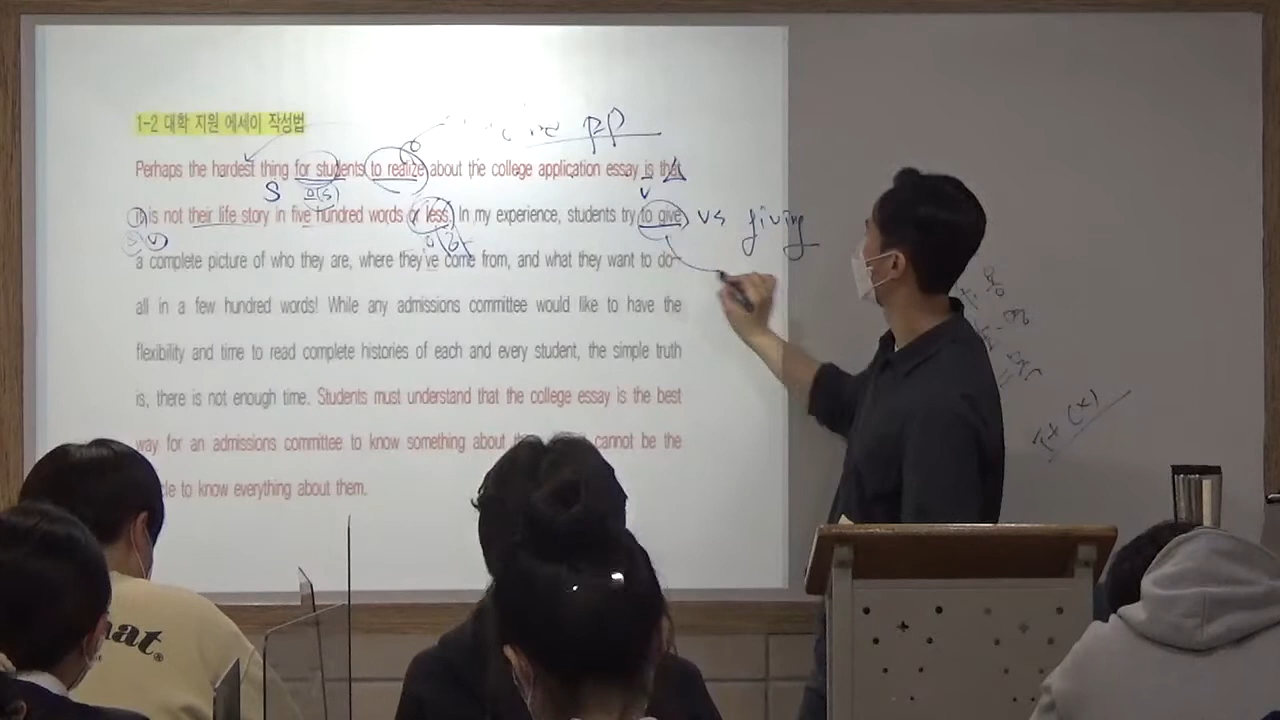 1-2 대학 지원 에세이 작성법
PP
Perhaps the hardest thing for students to realize about the college application essay is that
S
O(S)
V
it is not their life story in five hundred words or less. In my experience, students try to give vs giving
S V
a complete picture of who they are, where they've come from, and what they want to do-
all in a few hundred words! While any admissions committee would like to have the
flexibility and time to read complete histories of each and every student, the simple truth
is, there is not enough time. Students must understand that the college essay is the best
way for an admissions committee to know something about cannot be the
to know everything about them.
at.®